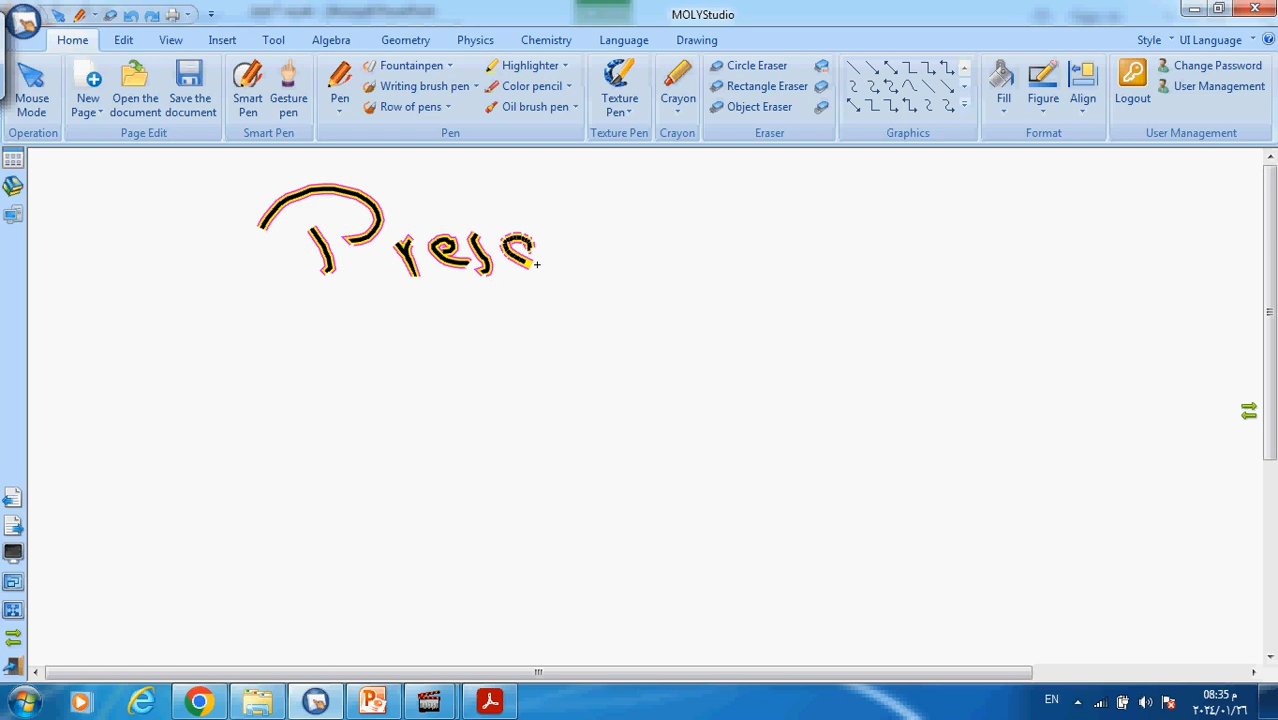 MOLYStudio
Home Edit View Insert Tool Algebra Geometry Physics Chemistry Language Drawing Style UI Language
Mouse Mode
Operation
New Page
Open the document
Save the document
Page Edit
Smart Pen
Gesture pen
Smart Pen
Pen
Fountainpen
Writing brush pen
Row of pens
Highlighter
Color pencil
Oil brush pen
Pen
Texture Pen
Texture Pen
Crayon
Crayon
Circle Eraser
Rectangle Eraser
Object Eraser
Eraser
Graphics
Fill
Figure
Align
Format
Logout
Change Password
User Management
User Management
Prese
EN
08:35 م
٢٠٢٤/٠١/٢٦